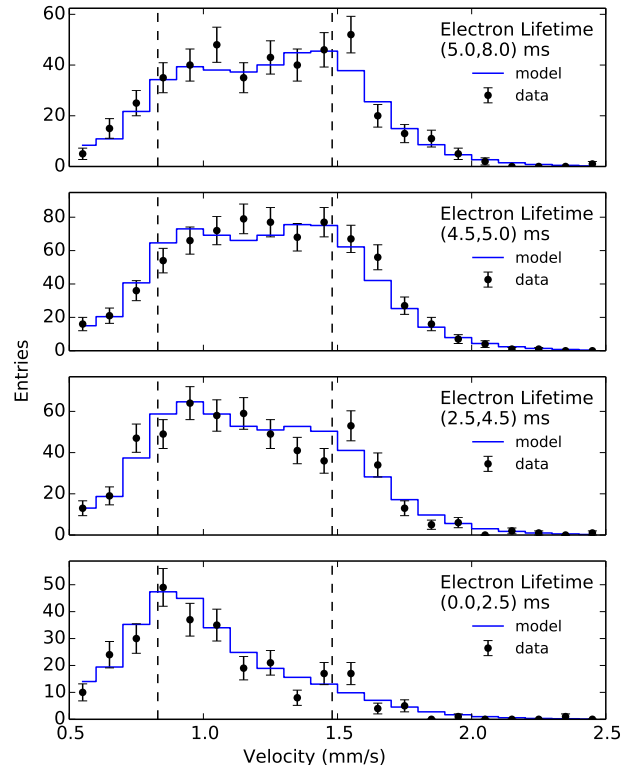 60
40
20
0
Electron Lifetime
(5.0,8.0) ms
model
data
80
60
40
20
0
Electron Lifetime
(4.5,5.0) ms
model
data
Entries
60
40
20
0
Electron Lifetime
(2.5,4.5) ms
model
data
50
40
30
20
10
0
Electron Lifetime
(0.0,2.5) ms
model
data
0.5 1.0 1.5 2.0 2.5
Velocity (mm/s)